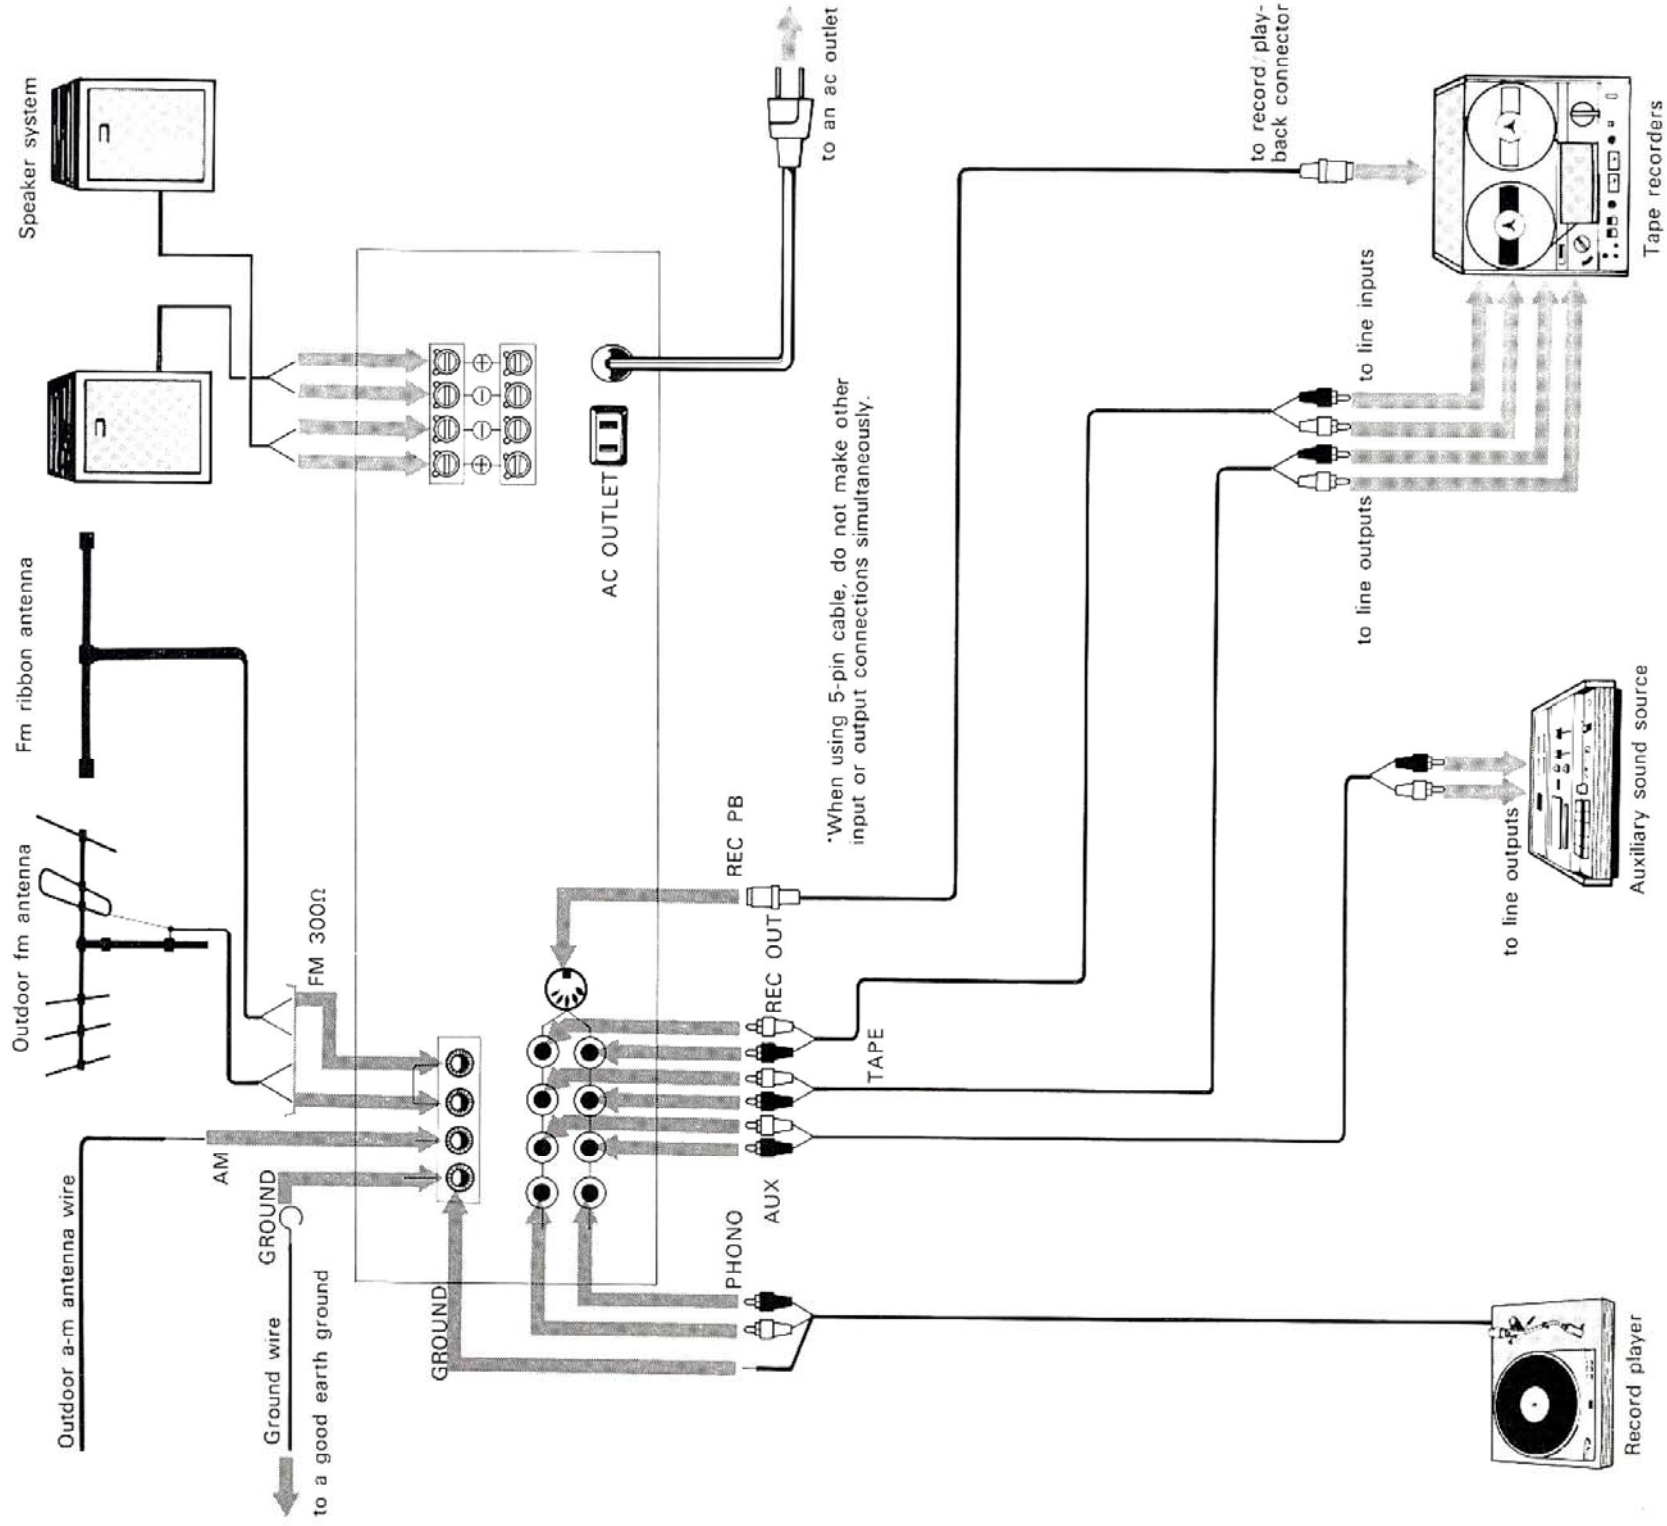 Outdoor a-m antenna wire
Outdoor fm antenna
Fm ribbon antenna
Speaker system
Ground wire
to a good earth ground
GROUND
AM
FM 300Ω
GROUND
AC OUTLET
to an ac outlet
PHONO
AUX
TAPE
REC OUT
REC PB
*When using 5-pin cable, do not make other
input or output connections simultaneously.
to record/play-
back connector
to line inputs
to line outputs
to line outputs
Record player
Auxiliary sound source
Tape recorders